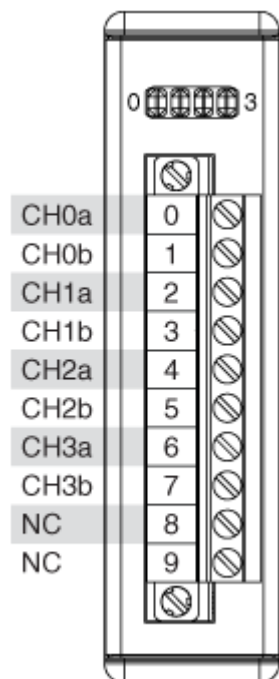 0 3
CH0a 0
CH0b 1
CH1a 2
CH1b 3
CH2a 4
CH2b 5
CH3a 6
CH3b 7
NC 8
NC 9